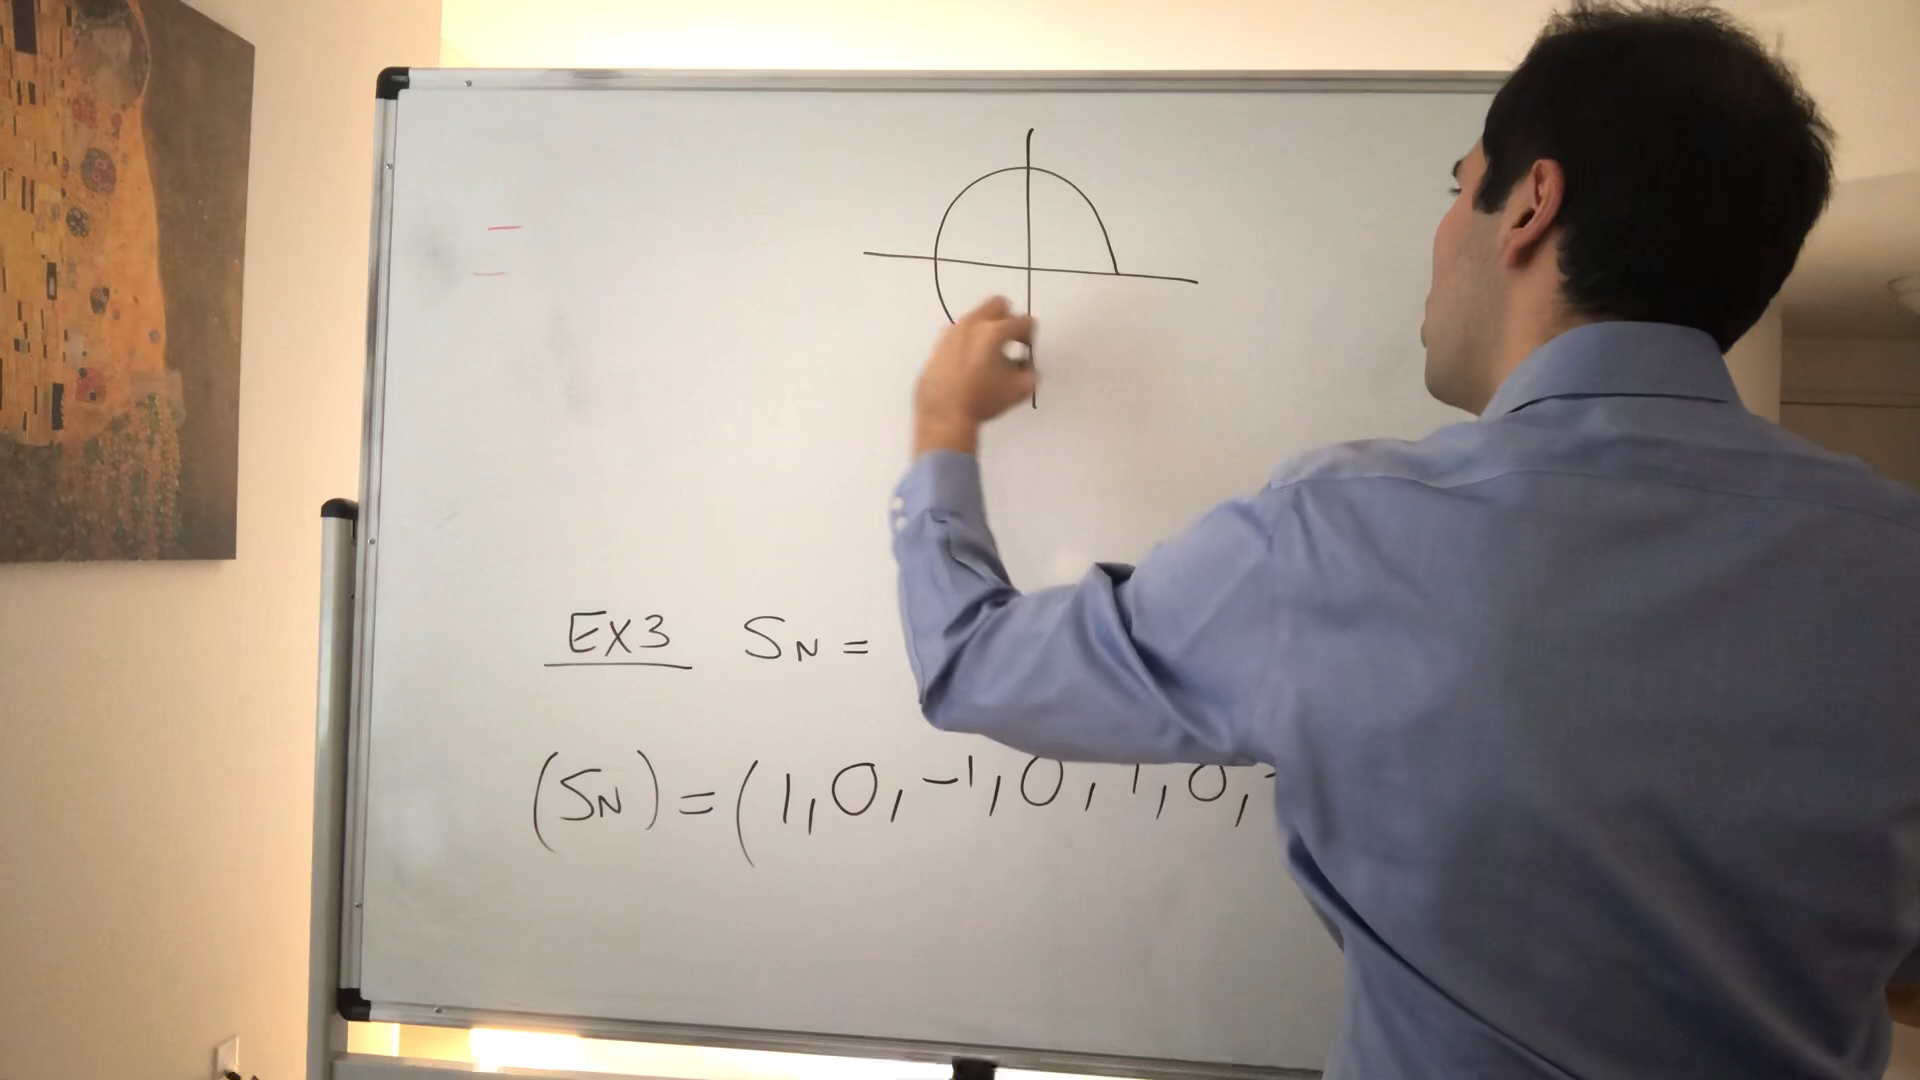 EX3 SN =
(SN) = (1, 0, -1, 0, 1, 0,